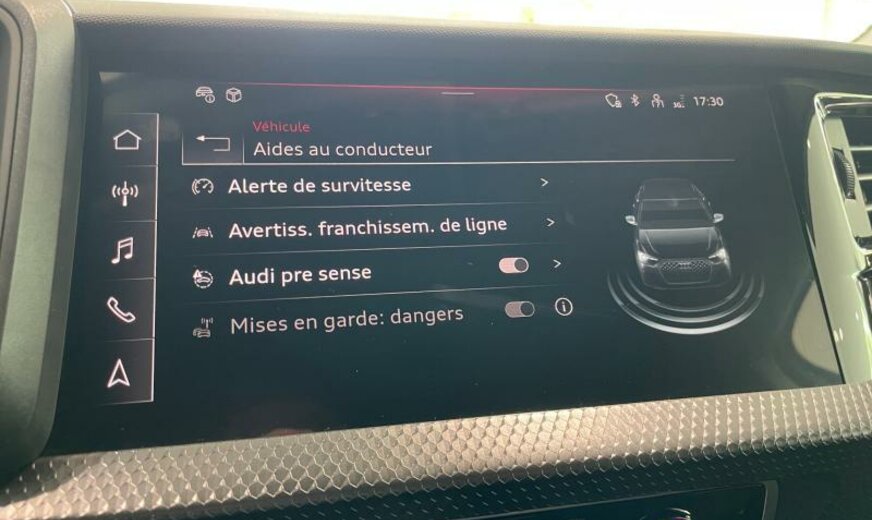 17:30
Véhicule
Aides au conducteur
Alerte de survitesse
Avertiss. franchissem. de ligne
Audi pre sense
Mises en garde: dangers